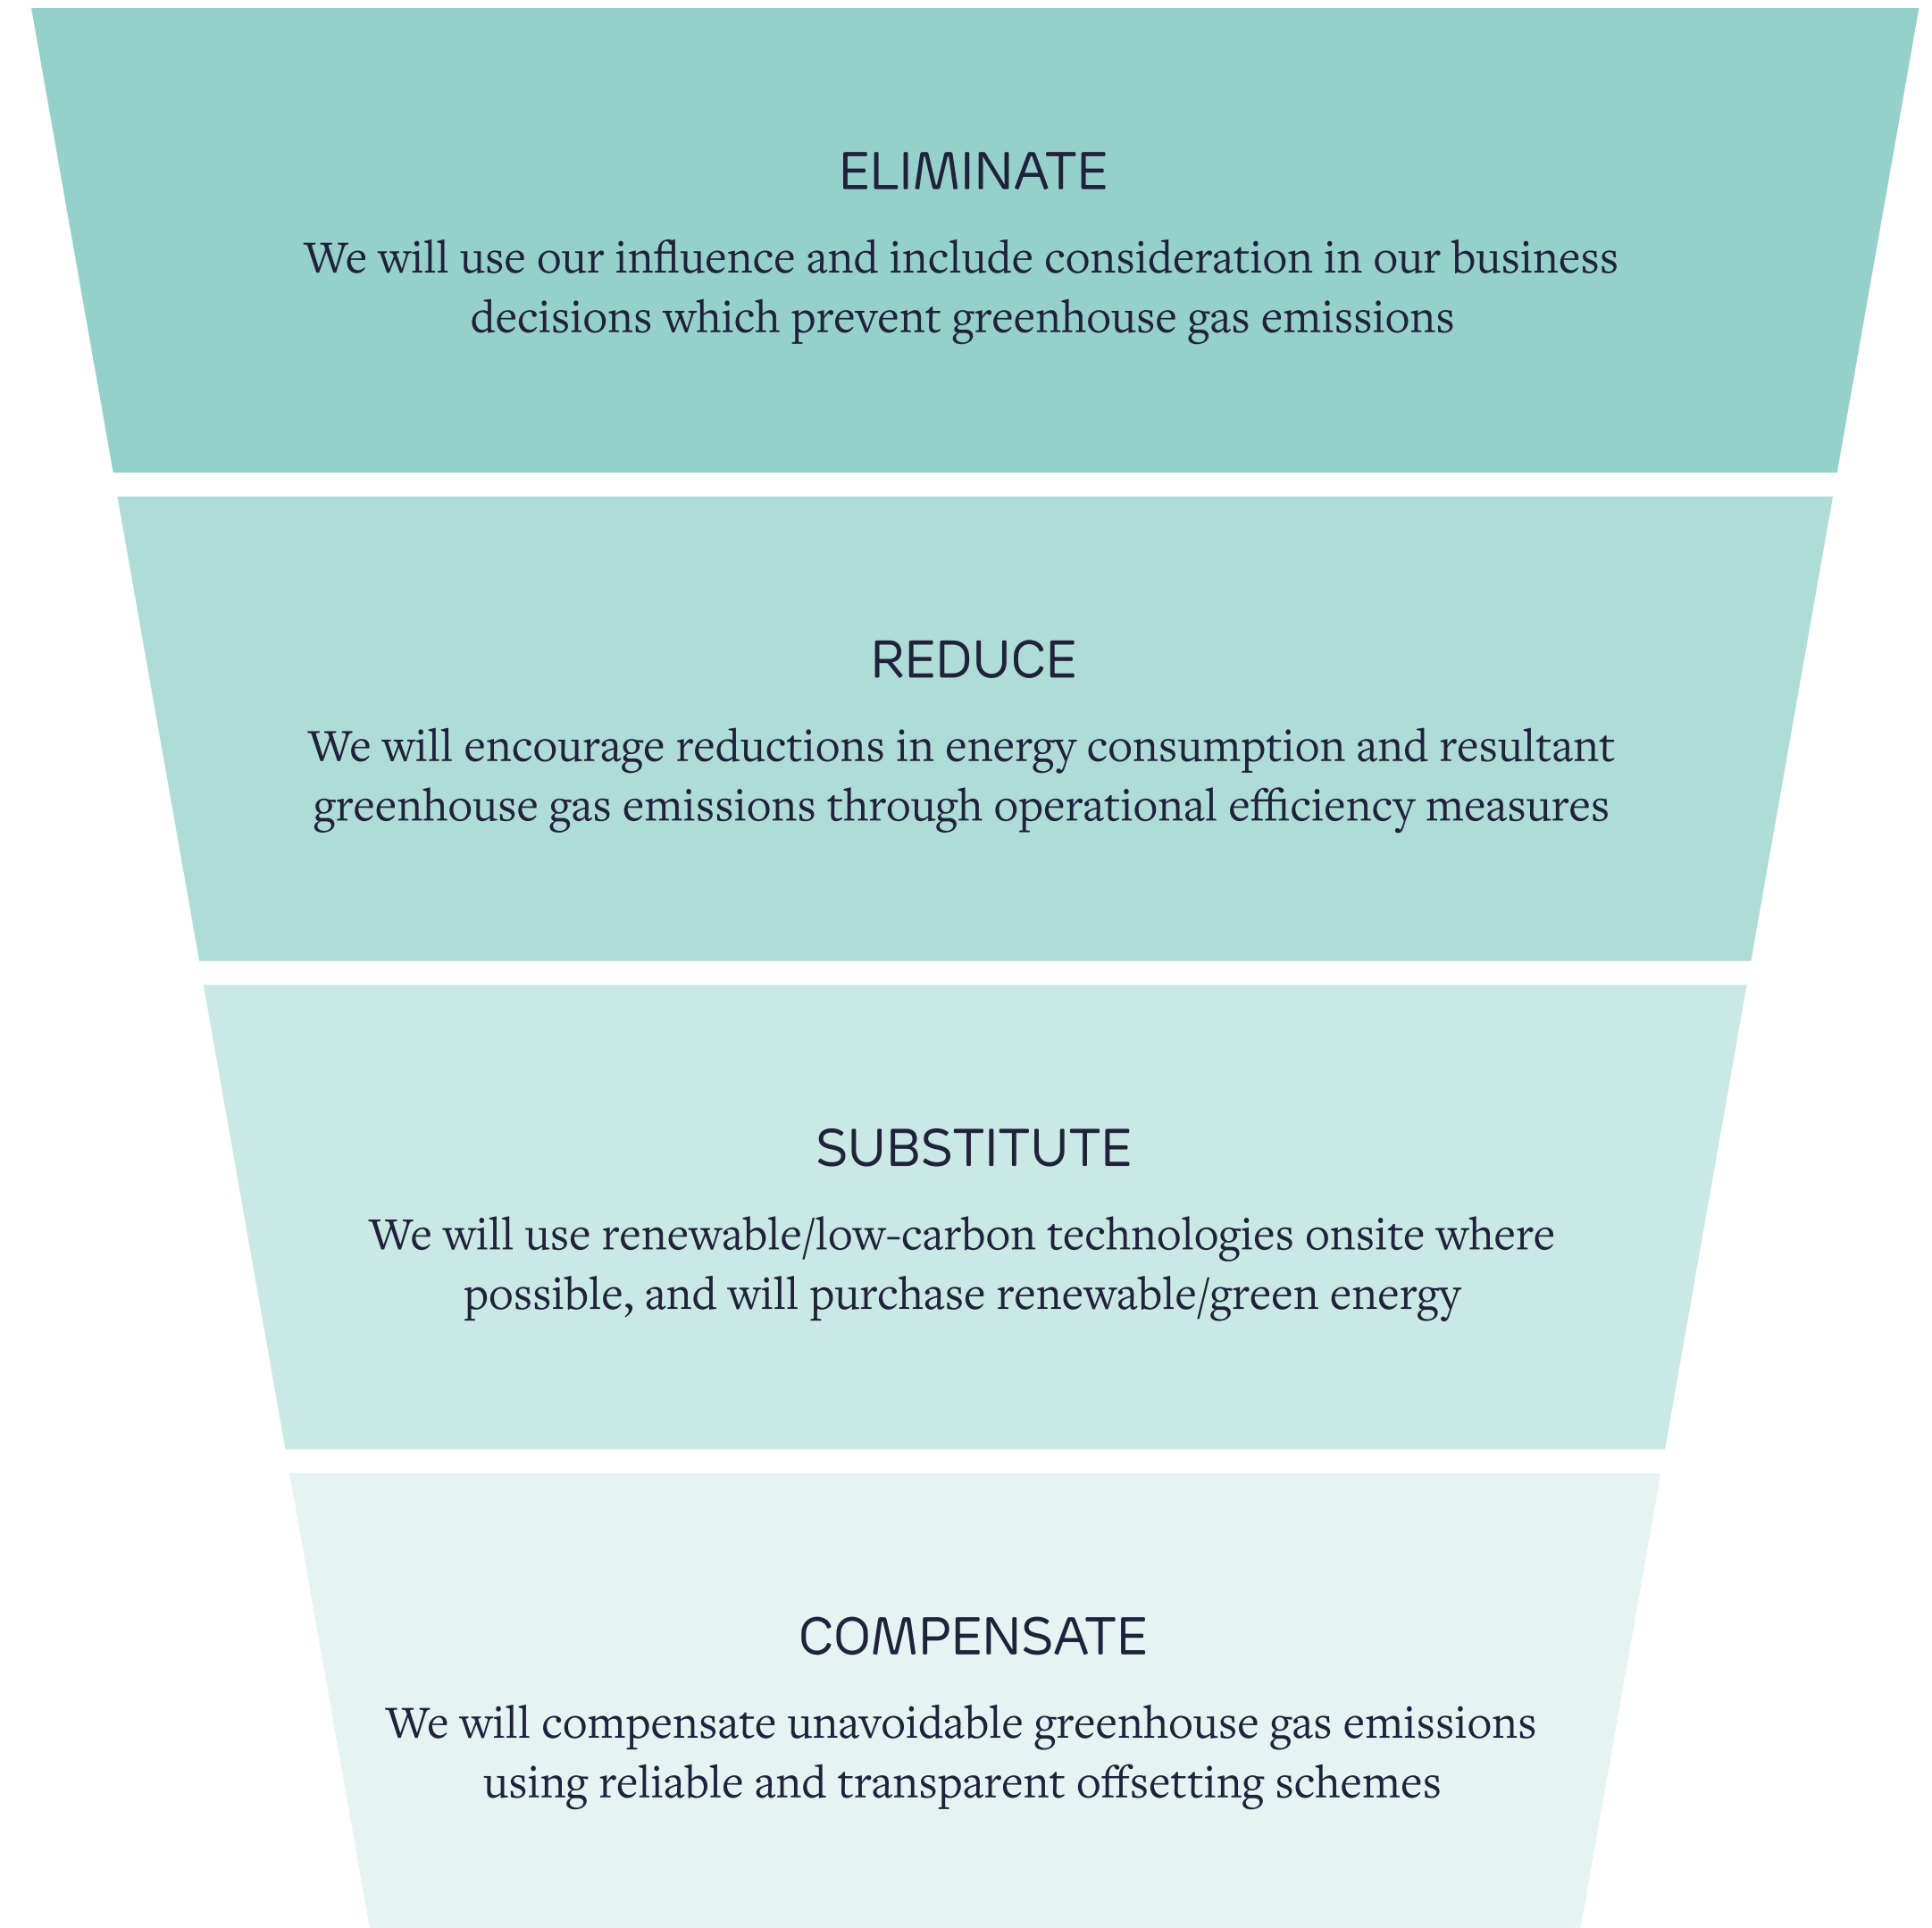 ELIMINATE
We will use our influence and include consideration in our business
decisions which prevent greenhouse gas emissions
REDUCE
We will encourage reductions in energy consumption and resultant
greenhouse gas emissions through operational efficiency measures
SUBSTITUTE
We will use renewable/low-carbon technologies onsite where
possible, and will purchase renewable/green energy
COMPENSATE
We will compensate unavoidable greenhouse gas emissions
using reliable and transparent offsetting schemes